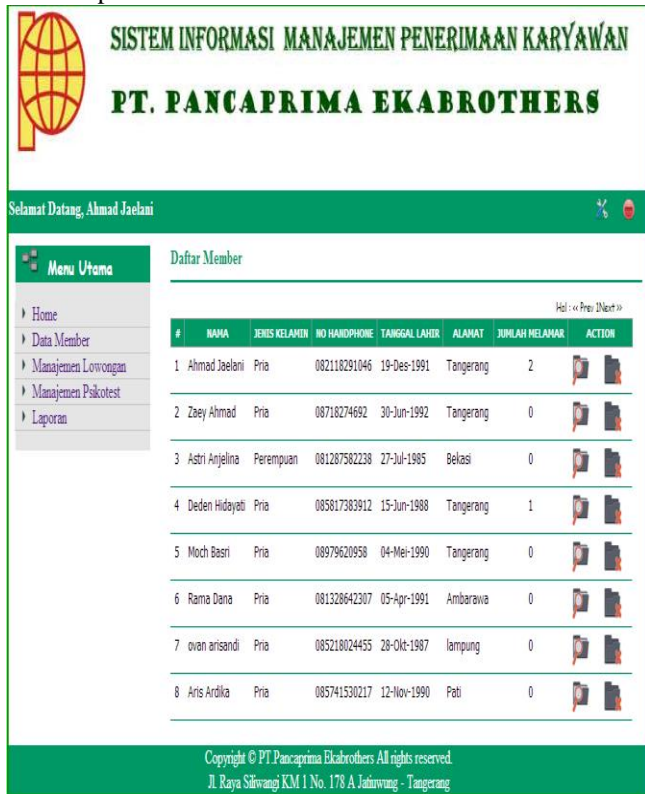 SISTEM INFORMASI MANAJEMEN PENERIMAAN KARYAWAN
PT. PANCAPRIMA EKABROTHERS
Selamat Datang, Ahmad Jaelani
Menu Utama
Home
Data Member
Manajemen Lowongan
Manajemen Psikotest
Laporan
Daftar Member
Hal : << Prev 1Next >>
# NAMA JENIS KELAMIN NO HANDPHONE TANGGAL LAHIR ALAMAT JUMLAH MELAMAR ACTION
1 Ahmad Jaelani Pria 082118291046 19-Des-1991 Tangerang 2
2 Zaey Ahmad Pria 08718274692 30-Jun-1992 Tangerang 0
3 Astri Anjelina Perempuan 081287582238 27-Jul-1985 Bekasi 0
4 Deden Hidayati Pria 085817383912 15-Jun-1988 Tangerang 1
5 Moch Basri Pria 08979620958 04-Mei-1990 Tangerang 0
6 Rama Dana Pria 081328642307 05-Apr-1991 Ambarawa 0
7 ovan arisandi Pria 085218024455 28-Okt-1987 lampung 0
8 Aris Ardika Pria 085741530217 12-Nov-1990 Pati 0
Copyright © PT.Pancaprima Ekabrothers All rights reserved.
Jl. Raya Siliwangi KM 1 No. 178 A Jatiuwung - Tangerang